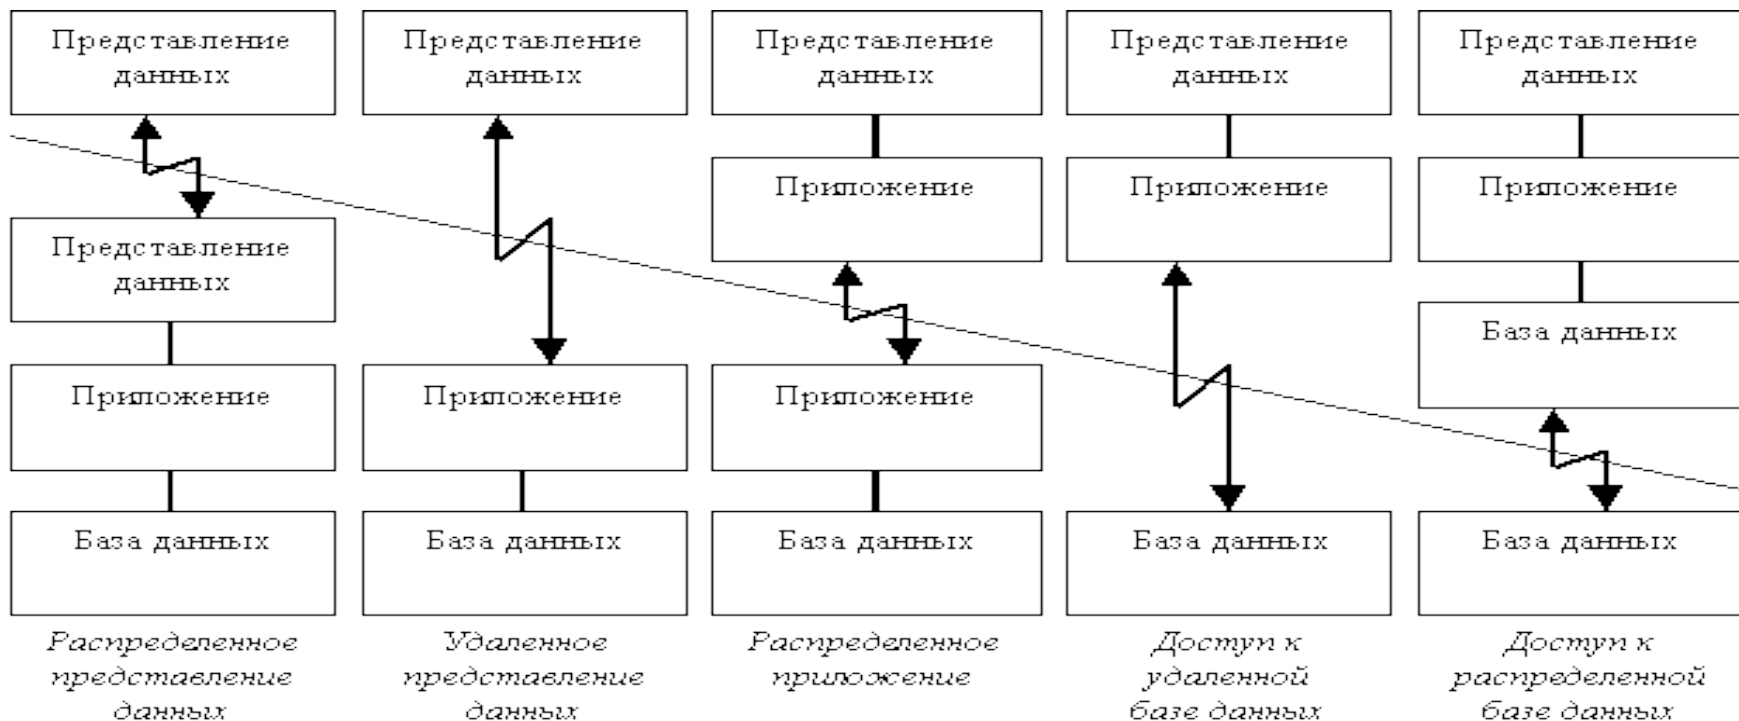 Представление
данных
Представление
данных
Приложение
База данных
Распределенное
представление
данных
Представление
данных
Приложение
База данных
Удаленное
представление
данных
Представление
данных
Приложение
Приложение
База данных
Распределенное
приложение
Представление
данных
Приложение
База данных
Доступ к
удаленной
базе данных
Представление
данных
Приложение
База данных
База данных
Доступ к
распределенной
базе данных